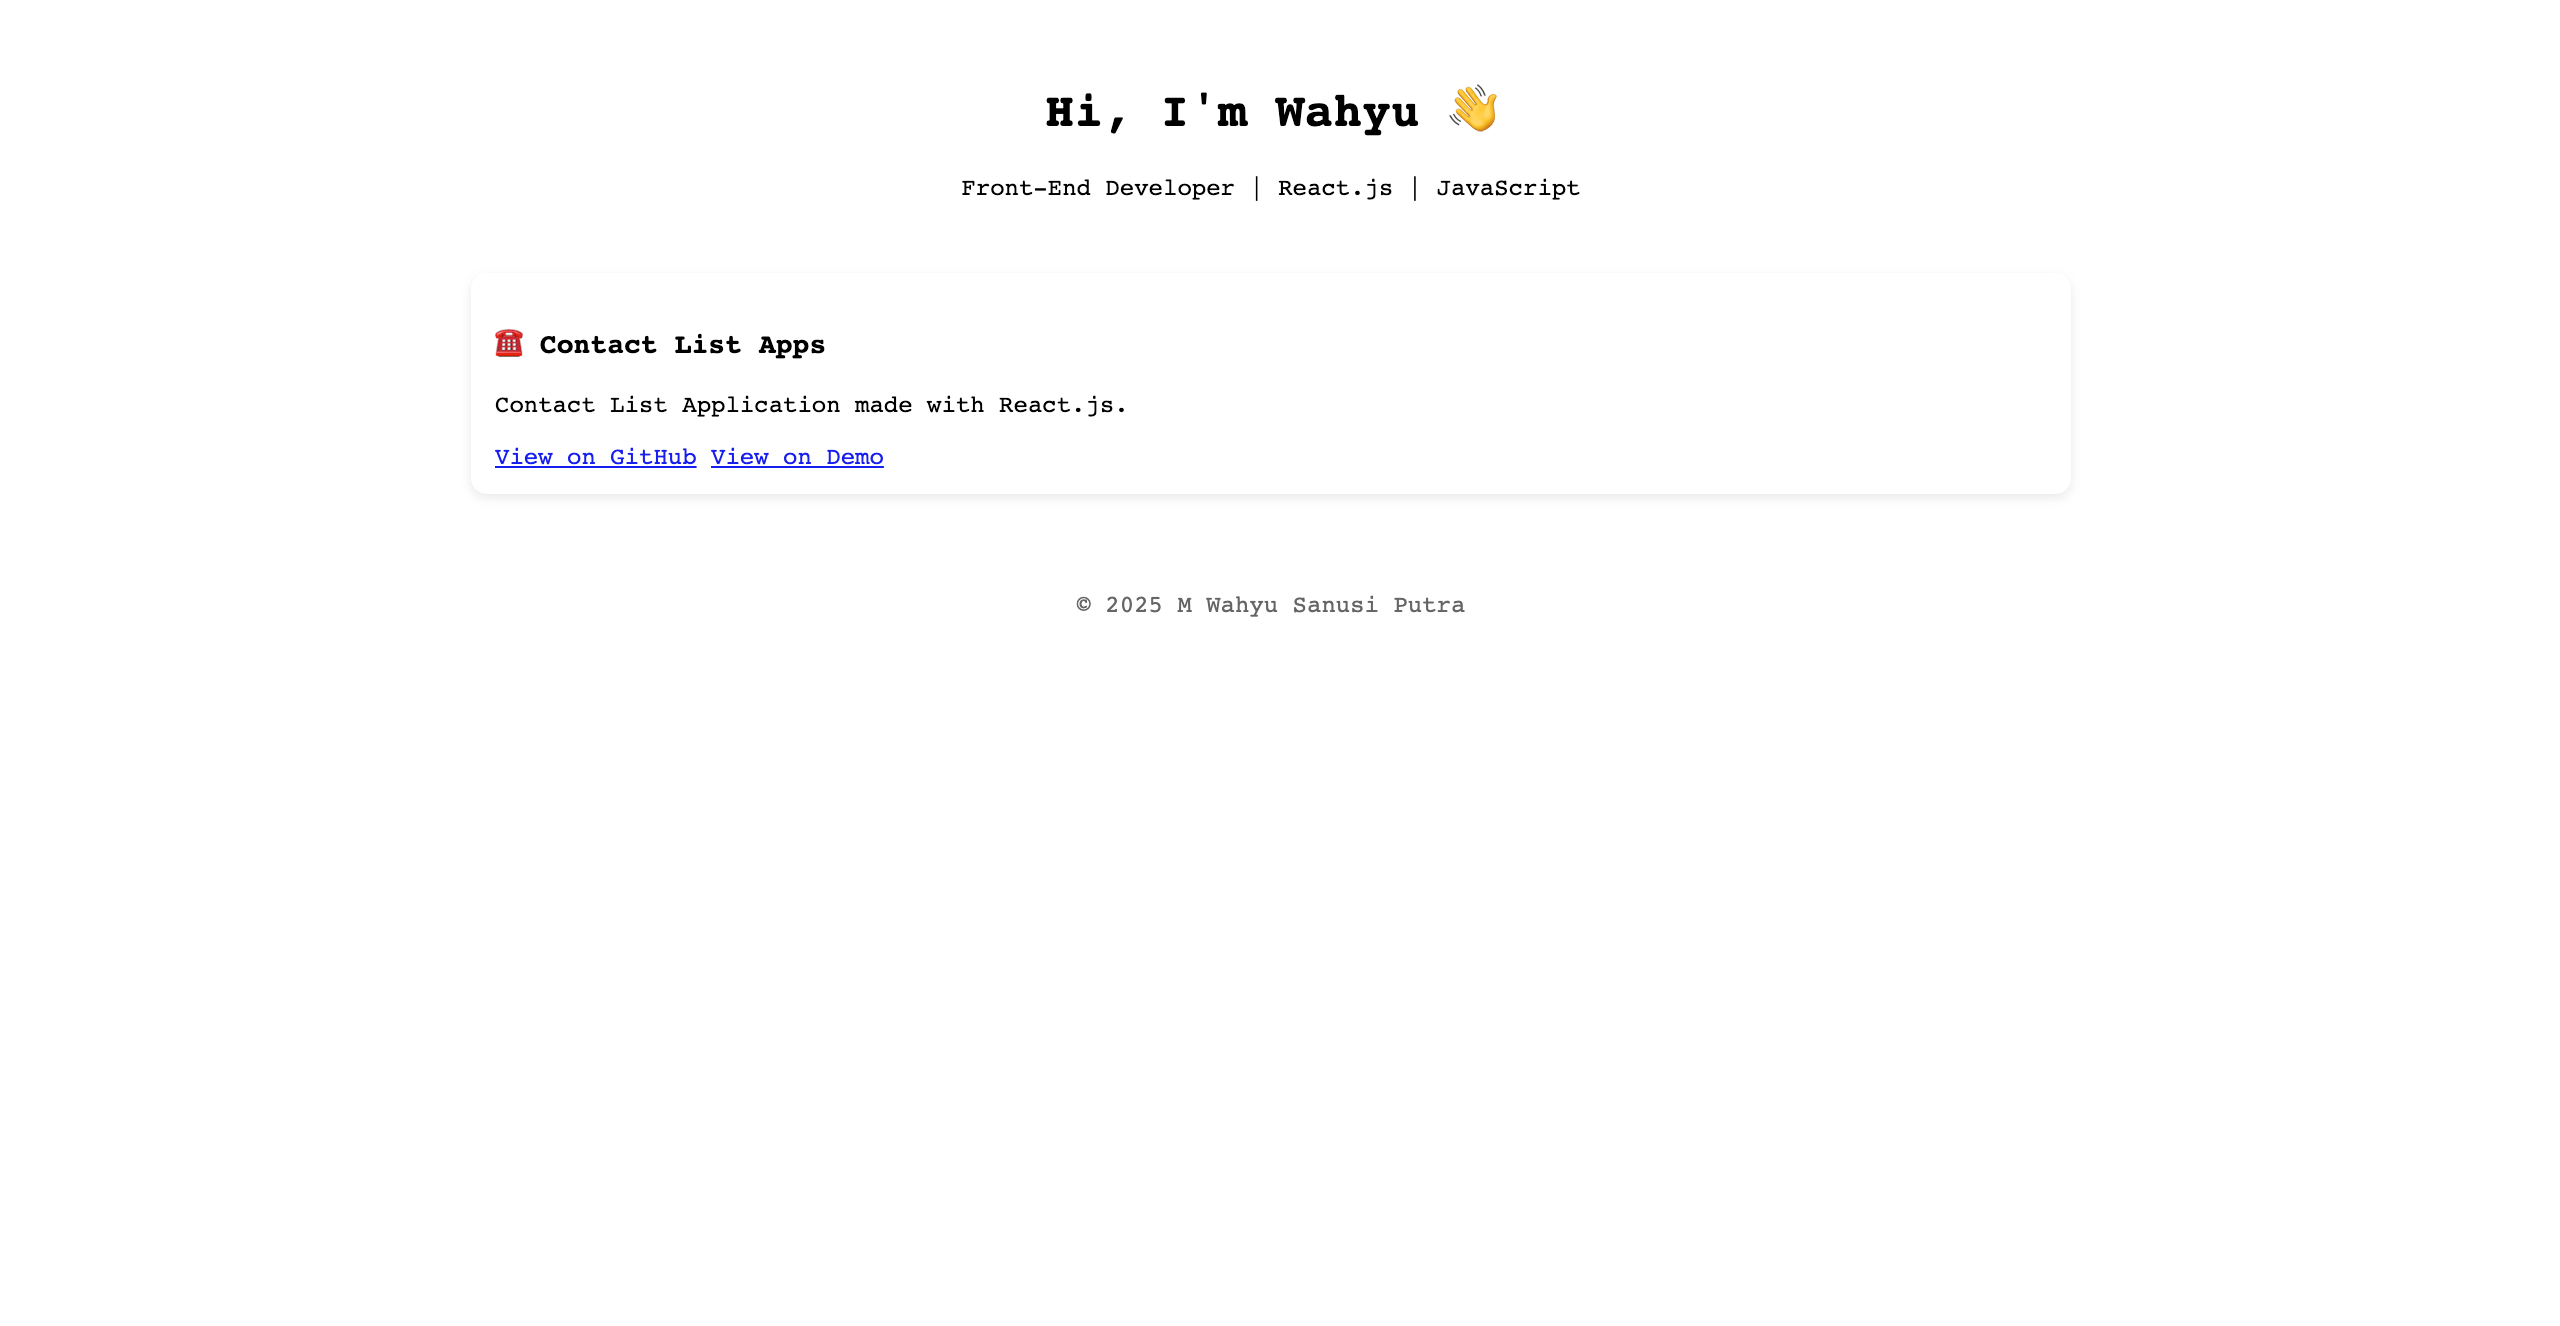 Hi, I'm Wahyu 👋
Front-End Developer | React.js | JavaScript
☎️ Contact List Apps
Contact List Application made with React.js.
View on GitHub View on Demo
© 2025 M Wahyu Sanusi Putra